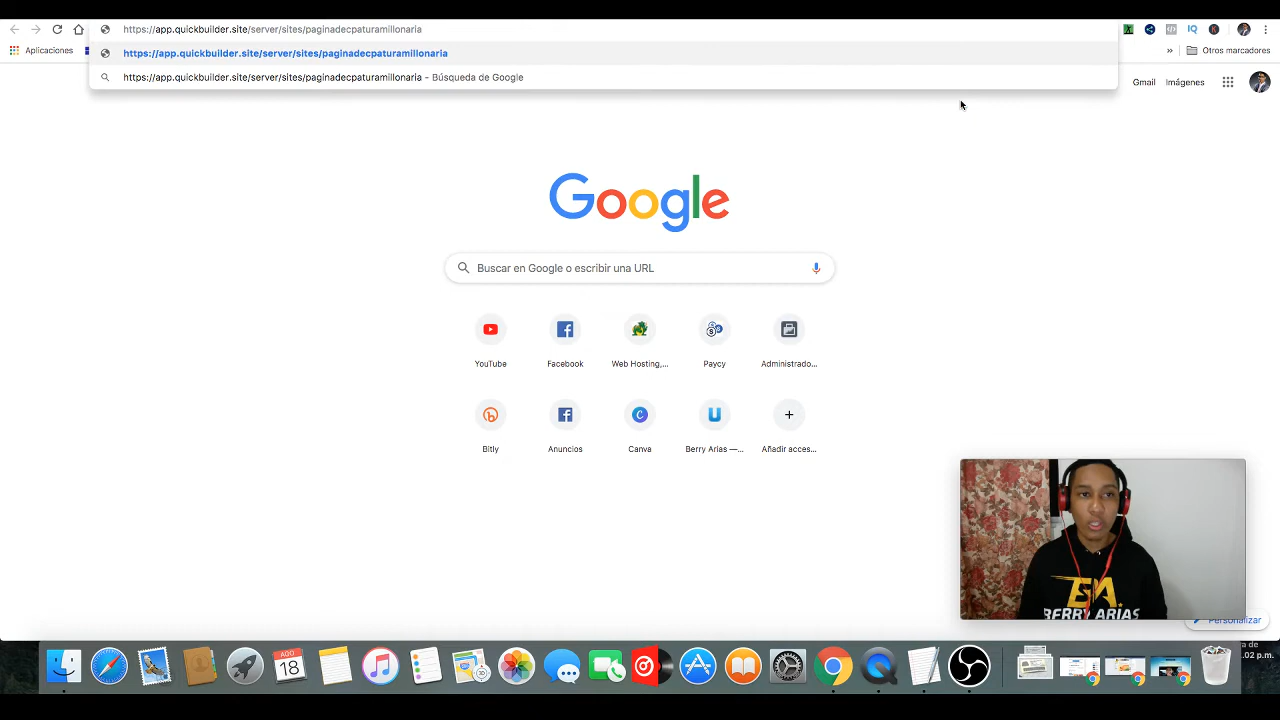 https://app.quickbuilder.site/server/sites/paginadecpaturamillonaria
https://app.quickbuilder.site/server/sites/paginadecpaturamillonaria
https://app.quickbuilder.site/server/sites/paginadecpaturamillonaria - Búsqueda de Google
Aplicaciones
» Otros marcadores
Gmail Imágenes
Google
Buscar en Google o escribir una URL
YouTube Facebook Web Hosting,... Paycy Administrado...
Bitly Anuncios Canva Berry Arias —... Añadir acces...
BA
BERRY ARIAS
Personalizar
AGO
18